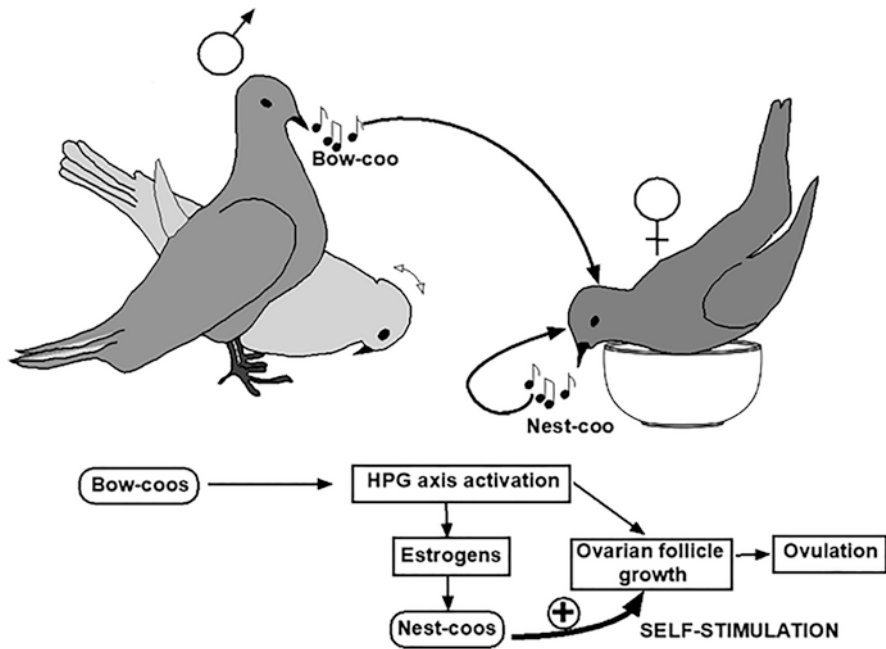 Bow-coo
Nest-coo
Bow-coos
HPG axis activation
Estrogens
Ovarian follicle
growth
Ovulation
Nest-coos
+
SELF-STIMULATION